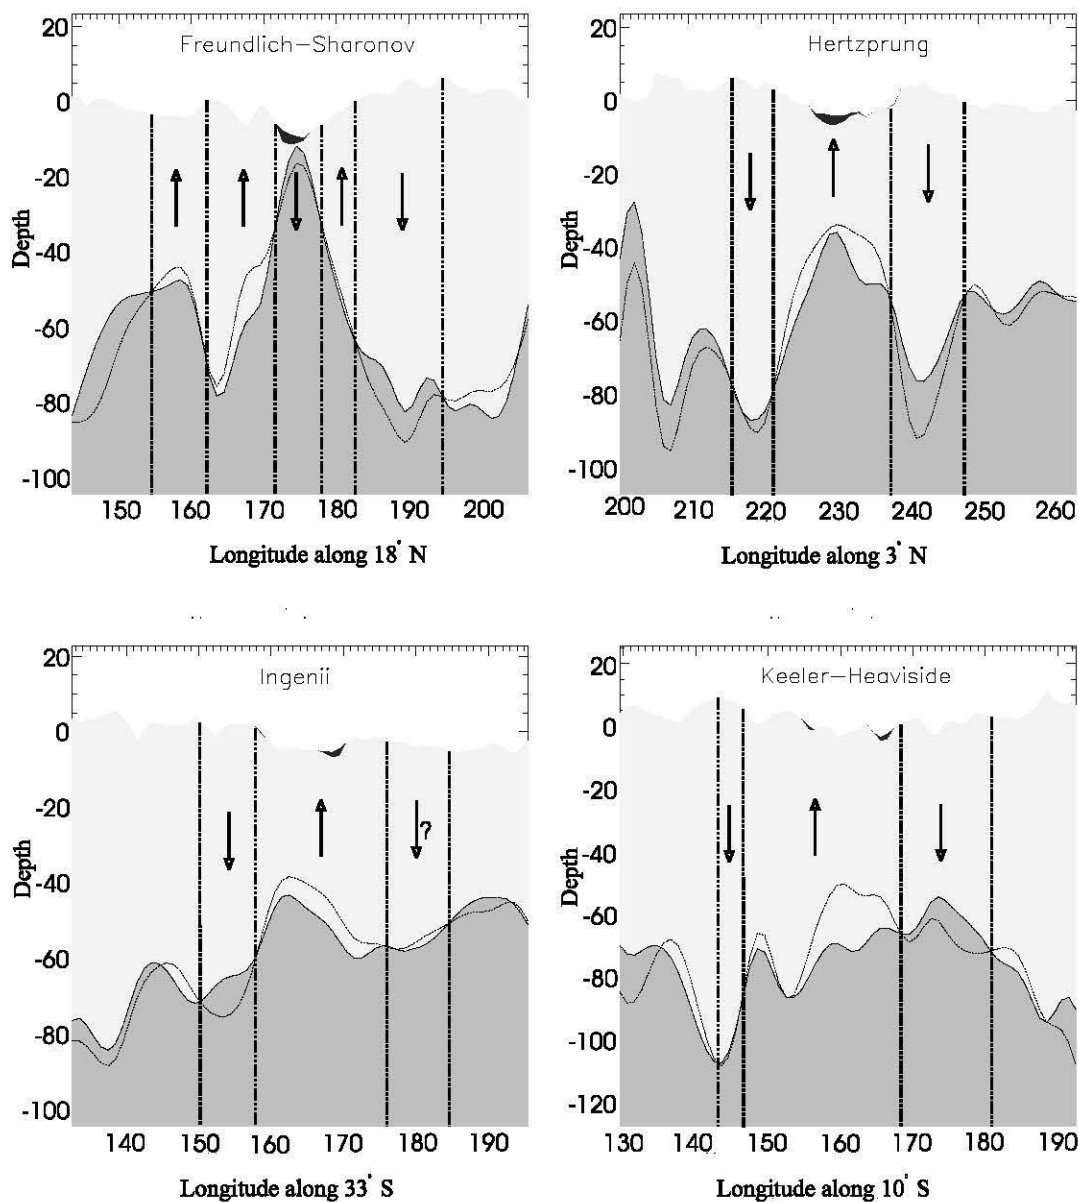 Freundlich-Sharonov
Depth
20
0
-20
-40
-60
-80
-100
150 160 170 180 190 200
Longitude along 18° N
Hertzprung
Depth
20
0
-20
-40
-60
-80
-100
200 210 220 230 240 250 260
Longitude along 3° N
Ingenii
Depth
20
0
-20
-40
-60
-80
-100
?
140 150 160 170 180 190
Longitude along 33° S
Keeler-Heaviside
Depth
20
0
-20
-40
-60
-80
-100
-120
130 140 150 160 170 180 190
Longitude along 10° S